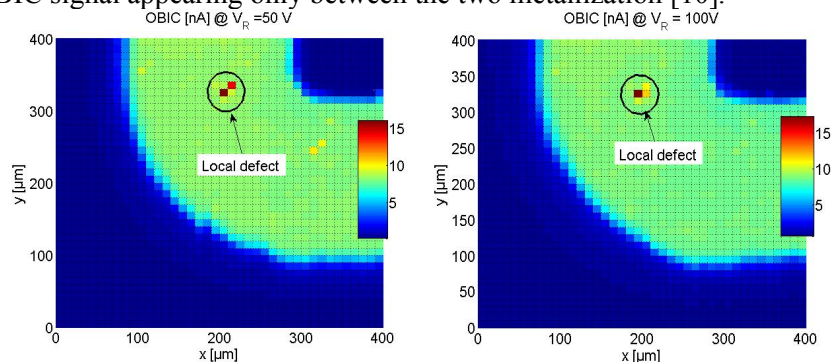 BIC signal appearing only between the two metallization [10].
OBIC [nA] @ V_R =50 V
400
300
200
100
0
0 100 200 300 400
x [µm]
y [µm]
Local defect
15
10
5
OBIC [nA] @ V_R = 100V
400
350
300
250
200
150
100
50
0
0 100 200 300 400
x [µm]
y [µm]
Local defect
15
10
5